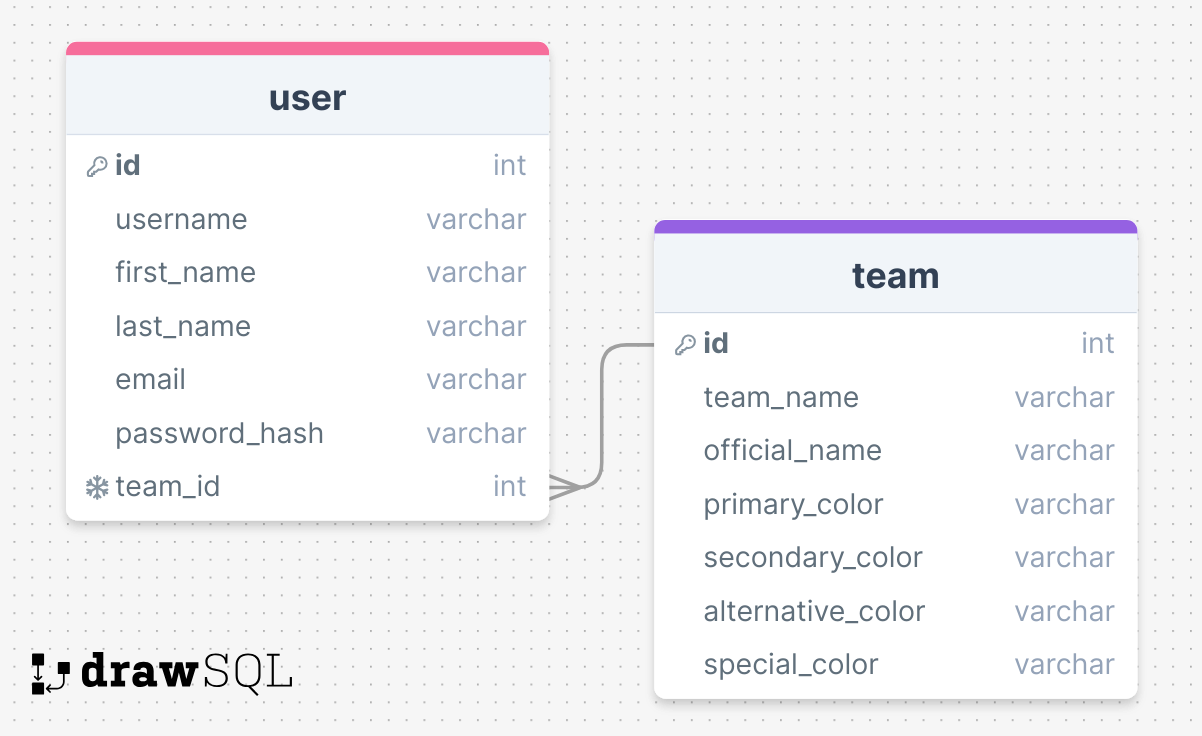 user
id int
username varchar
first_name varchar
last_name varchar
email varchar
password_hash varchar
team_id int
team
id int
team_name varchar
official_name varchar
primary_color varchar
secondary_color varchar
alternative_color varchar
special_color varchar
drawSQL